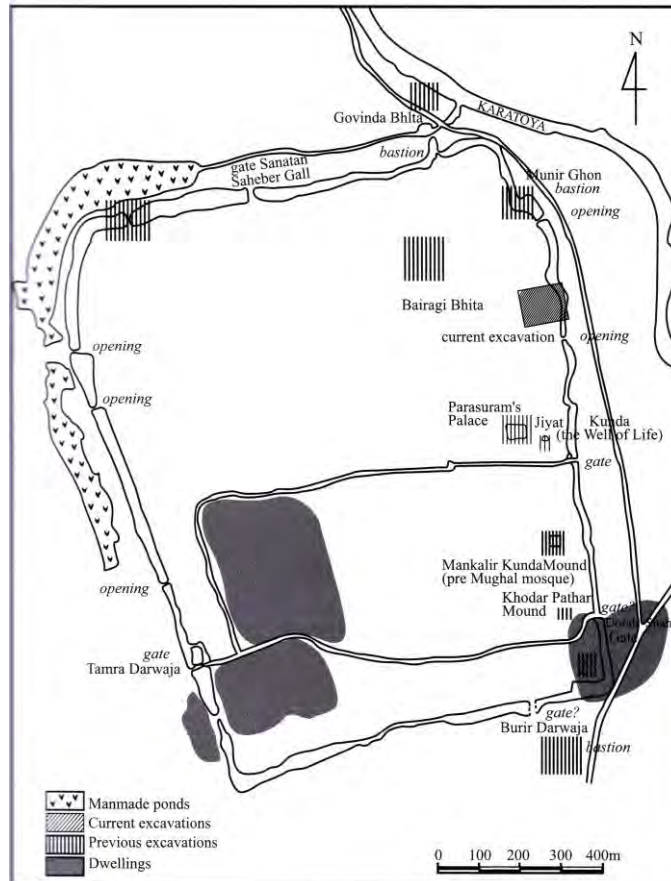 N
KARATOYA
Govinda Bhita
bastion
gate Sanatan
Saheber Gall
Munir Ghon
bastion
opening
Bairagi Bhita
current excavation
opening
opening
opening
Parasuram's
Palace
Jiyat Kunda
(the Well of Life)
gate
Mankalir KundaMound
(pre Mughal mosque)
Khodar Pathar
Mound
opening
gate?
Gate
gate
Tamra Darwaja
gate?
Burir Darwaja
bastion
Manmade ponds
Current excavations
Previous excavations
Dwellings
0 100 200 300 400m